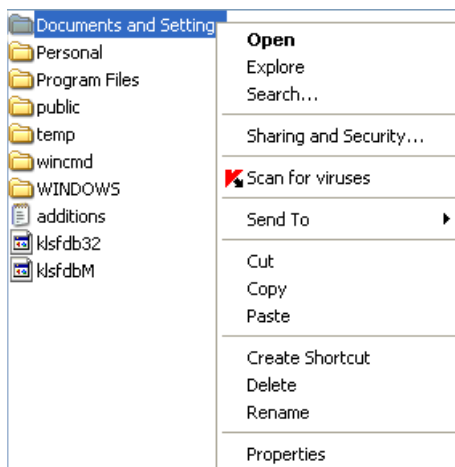 Documents and Setting
Personal
Program Files
public
temp
wincmd
WINDOWS
additions
klsfdb32
klsfdbM
Open
Explore
Search...
Sharing and Security...
Scan for viruses
Send To
Cut
Copy
Paste
Create Shortcut
Delete
Rename
Properties